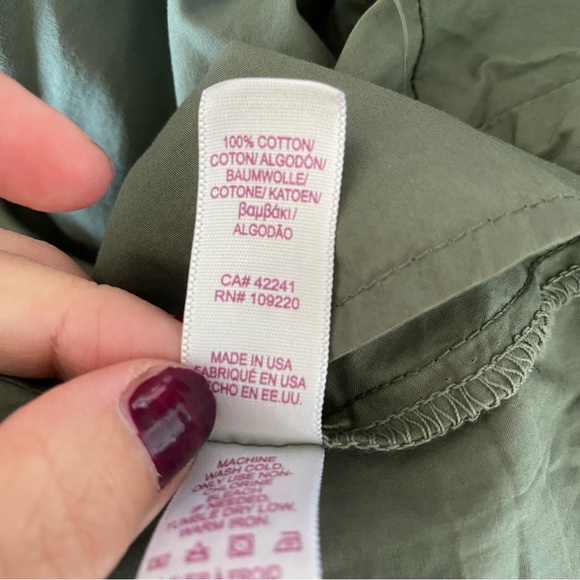 100% COTTON/
COTON/ ALGODÓN/
BAUMWOLLE/
COTONE/ KATOEN/
βαμβάκι/
ALGODÃO
CA# 42241
RN# 109220
MADE IN USA
FABRIQUÉ EN USA
HECHO EN EE.UU.
MACHINE
WASH COLD,
ONLY USE NON-
CHLORINE
BLEACH
IF NEEDED,
TUMBLE DRY LOW,
WARM IRON.